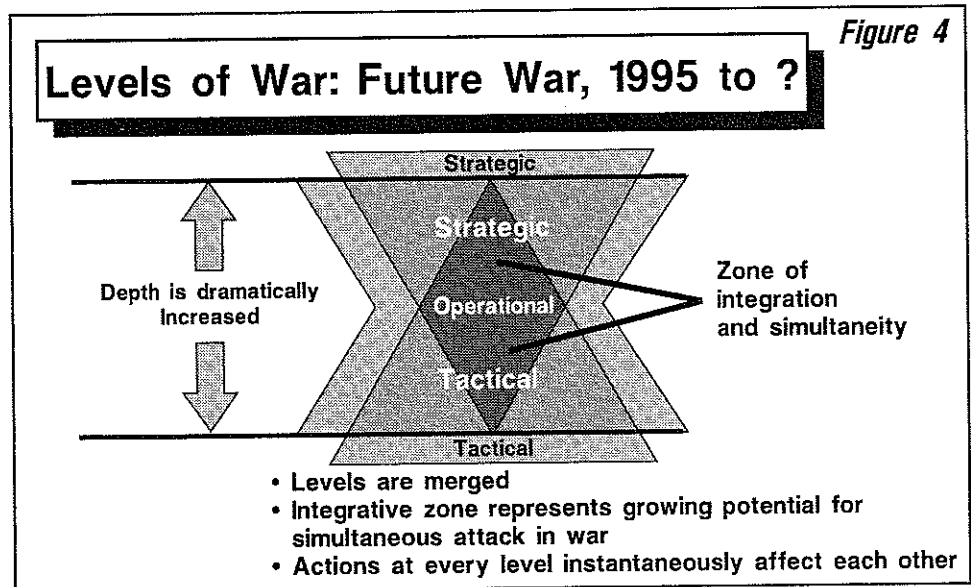 Figure 4
Levels of War: Future War, 1995 to ?
Strategic
Strategic
Depth is dramatically
Increased
Operational
Zone of
integration
and simultaneity
Tactical
Tactical
• Levels are merged
• Integrative zone represents growing potential for
simultaneous attack in war
• Actions at every level instantaneously affect each other